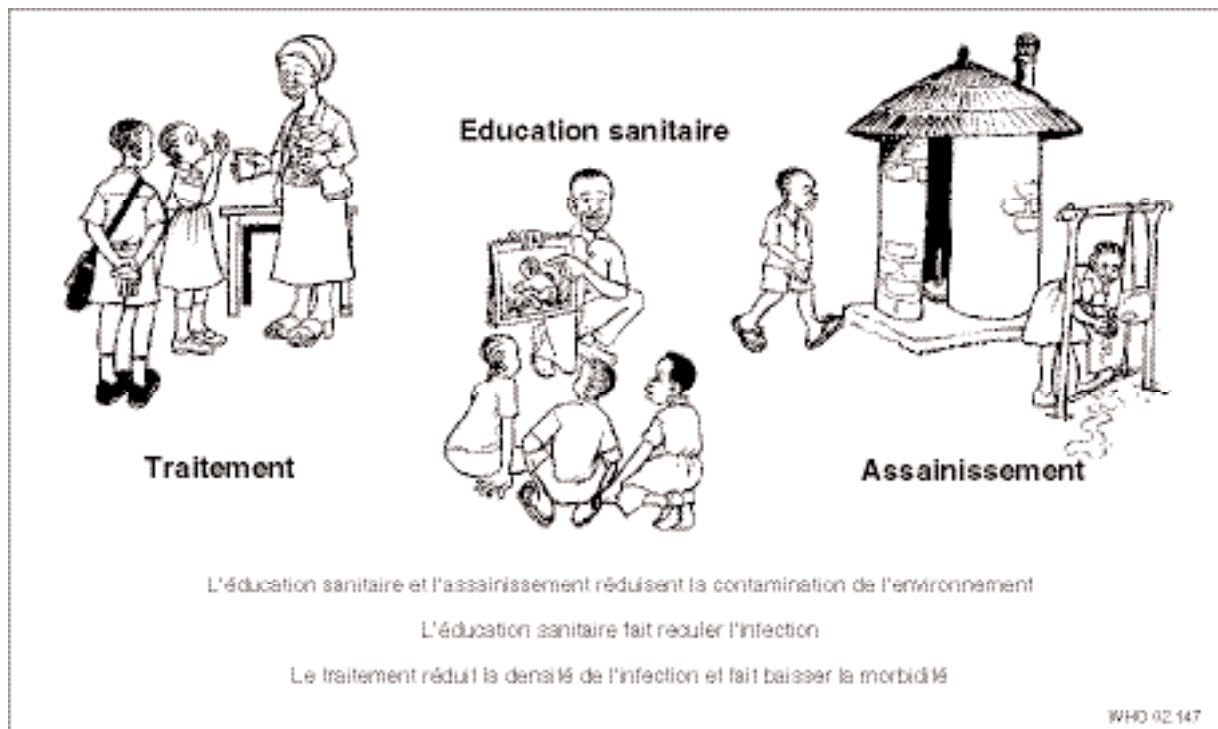 Education sanitaire
Traitement
Assainissement
L'éducation sanitaire et l'assainissement réduisent la contamination de l'environnement
L'éducation sanitaire fait reculer l'infection
Le traitement réduit la densité de l'infection et fait baisser la morbidité
WHO 02.147